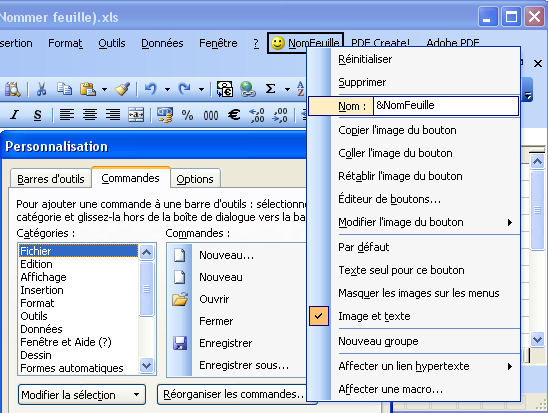 Nommer feuille).xls
sertion Format Outils Données Fenêtre ? NomFeuille PDF Create! Adobe PDF
Réinitialiser
Supprimer
Nom : &NomFeuille
Copier l'image du bouton
Coller l'image du bouton
Rétablir l'image du bouton
Éditeur de boutons...
Modifier l'image du bouton
Par défaut
Texte seul pour ce bouton
Masquer les images sur les menus
Image et texte
Nouveau groupe
Affecter un lien hypertexte
Affecter une macro...
I S % € ,00
Personnalisation
Barres d'outils Commandes Options
Pour ajouter une commande à une barre d'outils : sélectionne
catégorie et glissez-la hors de la boîte de dialogue vers la ba
Catégories : Commandes :
Fichier
Edition
Affichage
Insertion
Format
Outils
Données
Fenêtre et Aide (?)
Dessin
Formes automatiques
Nouveau...
Nouveau
Ouvrir
Fermer
Enregistrer
Enregistrer sous...
Modifier la sélection Réorganiser les commandes...